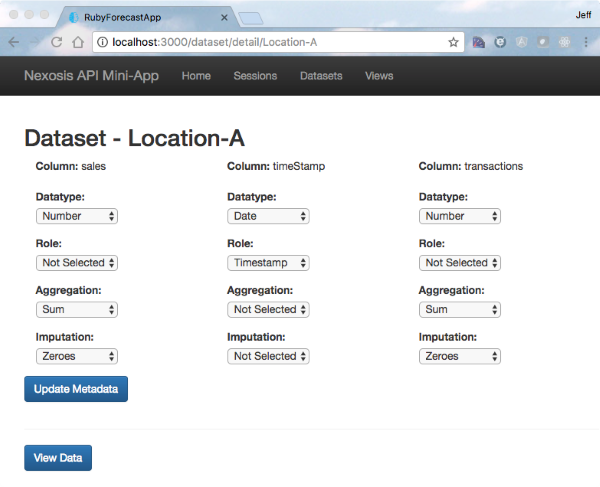 RubyForecastApp
Jeff
localhost:3000/dataset/detail/Location-A
Nexosis API Mini-App Home Sessions Datasets Views
Dataset - Location-A
Column: sales Column: timeStamp Column: transactions
Datatype: Datatype: Datatype:
Number Date Number
Role: Role: Role:
Not Selected Timestamp Not Selected
Aggregation: Aggregation: Aggregation:
Sum Not Selected Sum
Imputation: Imputation: Imputation:
Zeroes Not Selected Zeroes
Update Metadata
View Data